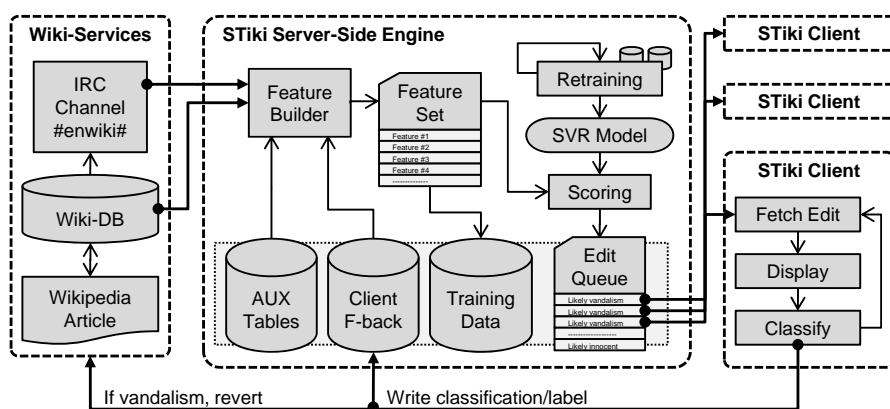 Wiki-Services
IRC
Channel
#enwiki#
Wiki-DB
Wikipedia
Article
STiki Server-Side Engine
Feature
Builder
Feature
Set
Feature #1
Feature #2
Feature #3
Feature #4
---------------
Retraining
SVR Model
Scoring
AUX
Tables
Client
F-back
Training
Data
Edit
Queue
Likely vandalism
Likely vandalism
Likely vandalism
---------------------
Likely innocent
STiki Client
STiki Client
STiki Client
Fetch Edit
Display
Classify
If vandalism, revert
Write classification/label